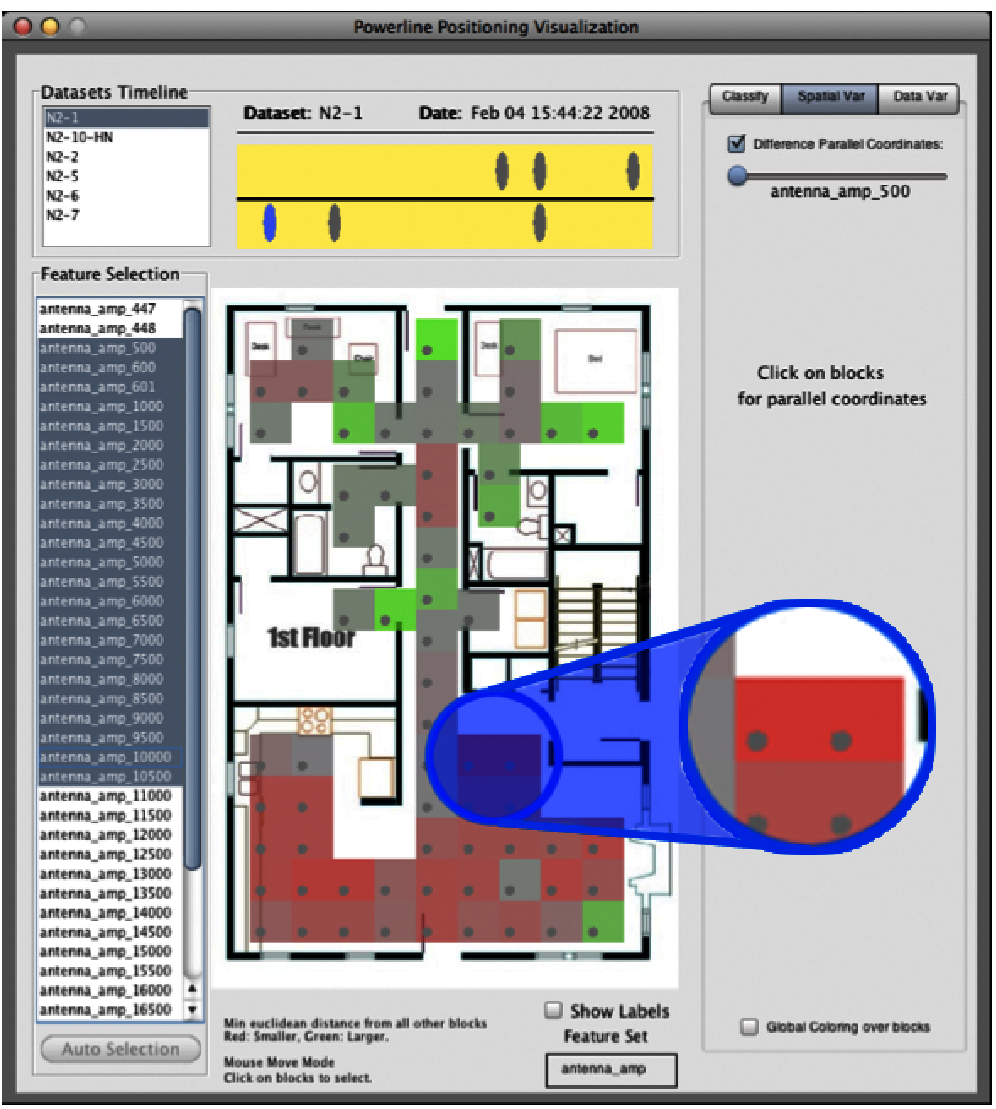 Powerline Positioning Visualization
Datasets Timeline
N2-1
N2-10-HN
N2-2
N2-5
N2-6
N2-7
Dataset: N2-1 Date: Feb 04 15:44:22 2008
Classify Spatial Var Data Var
Difference Parallel Coordinates:
antenna_amp_500
Click on blocks
for parallel coordinates
Feature Selection
antenna_amp_447
antenna_amp_448
antenna_amp_500
antenna_amp_600
antenna_amp_601
antenna_amp_1000
antenna_amp_1500
antenna_amp_2000
antenna_amp_2500
antenna_amp_3000
antenna_amp_3500
antenna_amp_4000
antenna_amp_4500
antenna_amp_5000
antenna_amp_5500
antenna_amp_6000
antenna_amp_6500
antenna_amp_7000
antenna_amp_7500
antenna_amp_8000
antenna_amp_8500
antenna_amp_9000
antenna_amp_9500
antenna_amp_10000
antenna_amp_10500
antenna_amp_11000
antenna_amp_11500
antenna_amp_12000
antenna_amp_12500
antenna_amp_13000
antenna_amp_13500
antenna_amp_14000
antenna_amp_14500
antenna_amp_15000
antenna_amp_15500
antenna_amp_16000
antenna_amp_16500
Auto Selection
Desk
Chair
Desk
Bed
1st Floor
Min euclidean distance from all other blocks
Red: Smaller, Green: Larger.
Mouse Move Mode
Click on blocks to select.
Show Labels
Feature Set
antenna_amp
Global Coloring over blocks